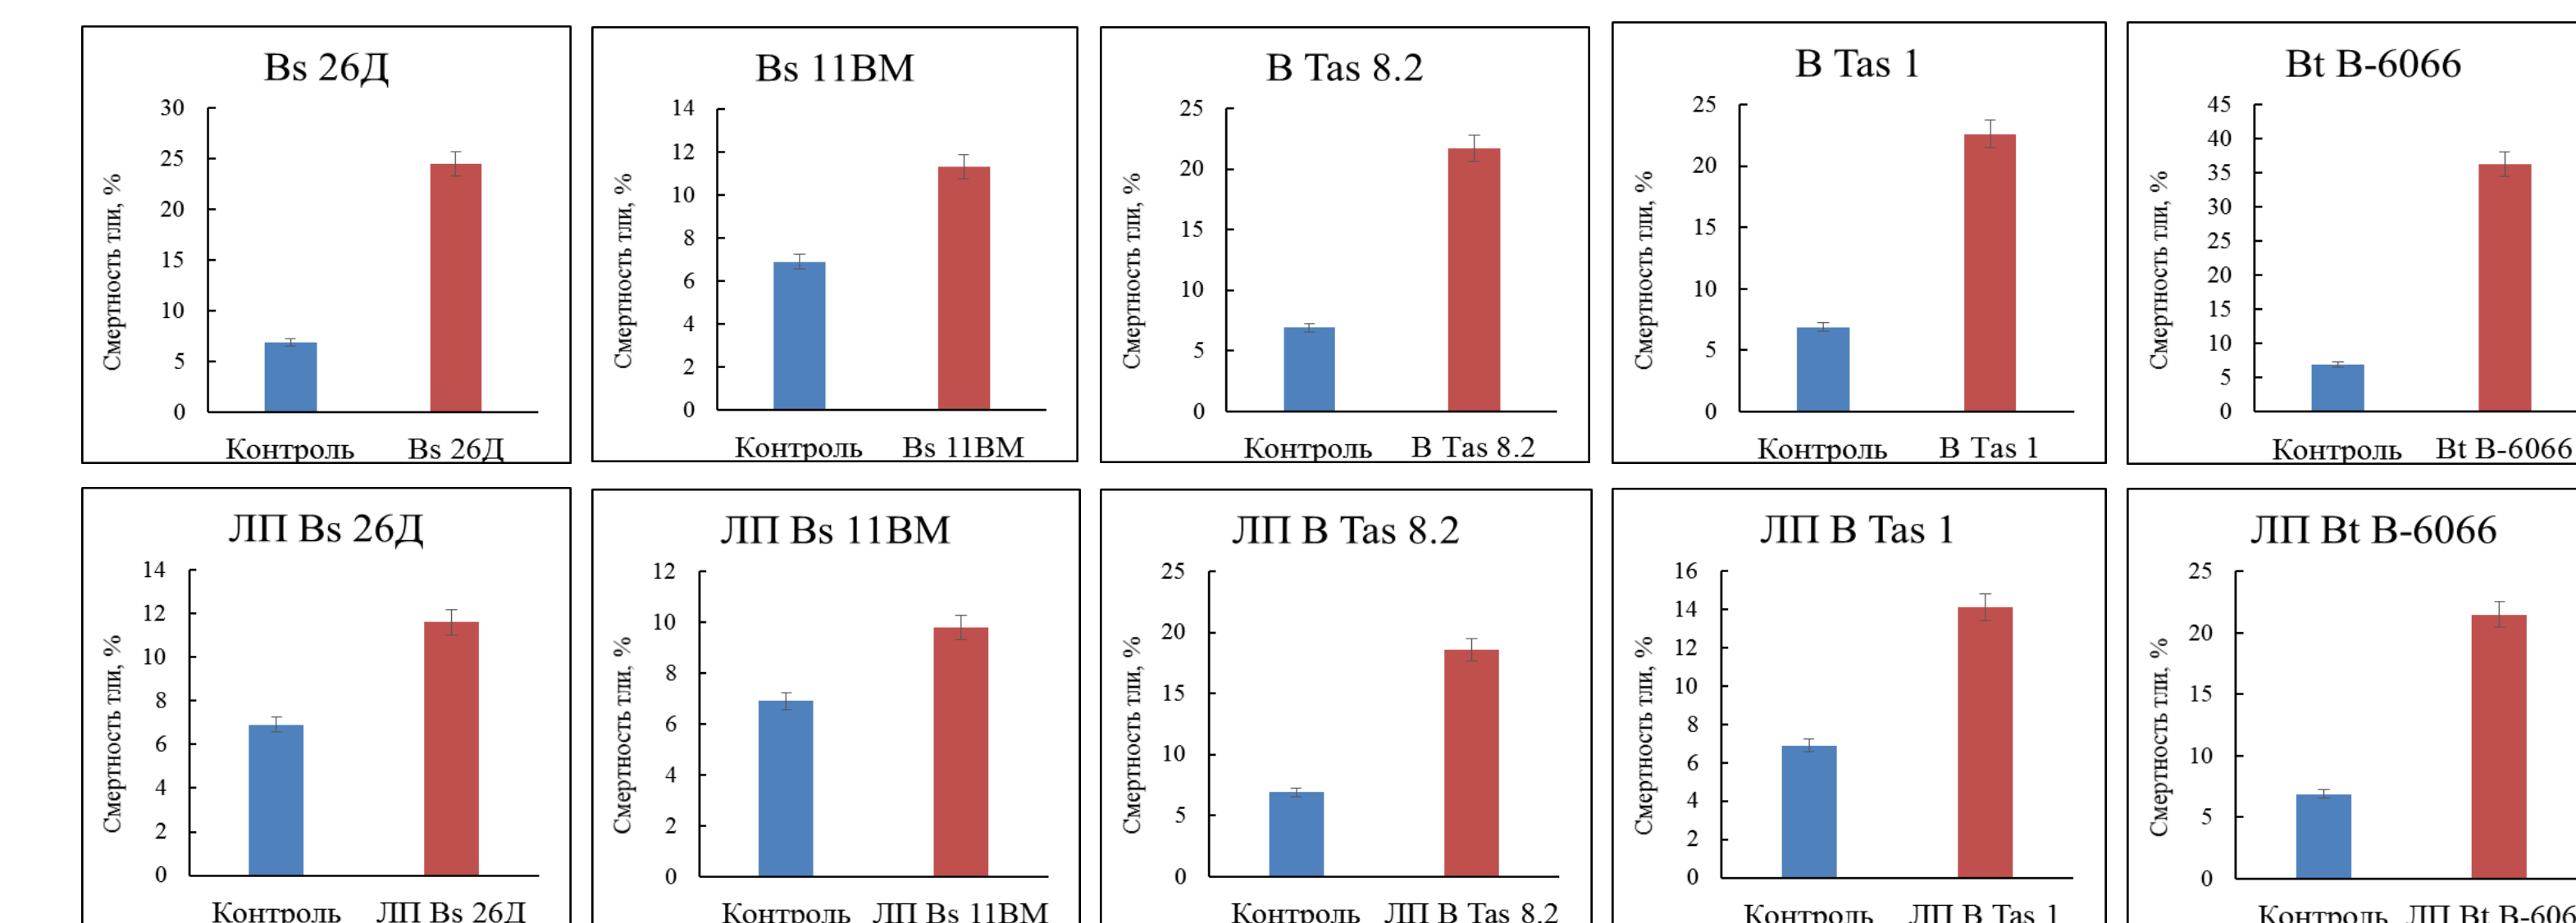 Bs 26Д
Смертность тли, %
30
25
20
15
10
5
0
Контроль Bs 26Д
Bs 11ВМ
Смертность тли, %
14
12
10
8
6
4
2
0
Контроль Bs 11ВМ
B Tas 8.2
Смертность тли, %
25
20
15
10
5
0
Контроль B Tas 8.2
B Tas 1
Смертность тли, %
25
20
15
10
5
0
Контроль B Tas 1
Bt B-6066
Смертность тли, %
45
40
35
30
25
20
15
10
5
0
Контроль Bt B-6066
ЛП Bs 26Д
Смертность тли, %
14
12
10
8
6
4
2
0
Контроль ЛП Bs 26Д
ЛП Bs 11ВМ
Смертность тли, %
12
10
8
6
4
2
0
Контроль ЛП Bs 11ВМ
ЛП B Tas 8.2
Смертность тли, %
25
20
15
10
5
0
Контроль ЛП B Tas 8.2
ЛП B Tas 1
Смертность тли, %
16
14
12
10
8
6
4
2
0
Контроль ЛП B Tas 1
ЛП Bt B-6066
Смертность тли, %
25
20
15
10
5
0
Контроль ЛП Bt B-606